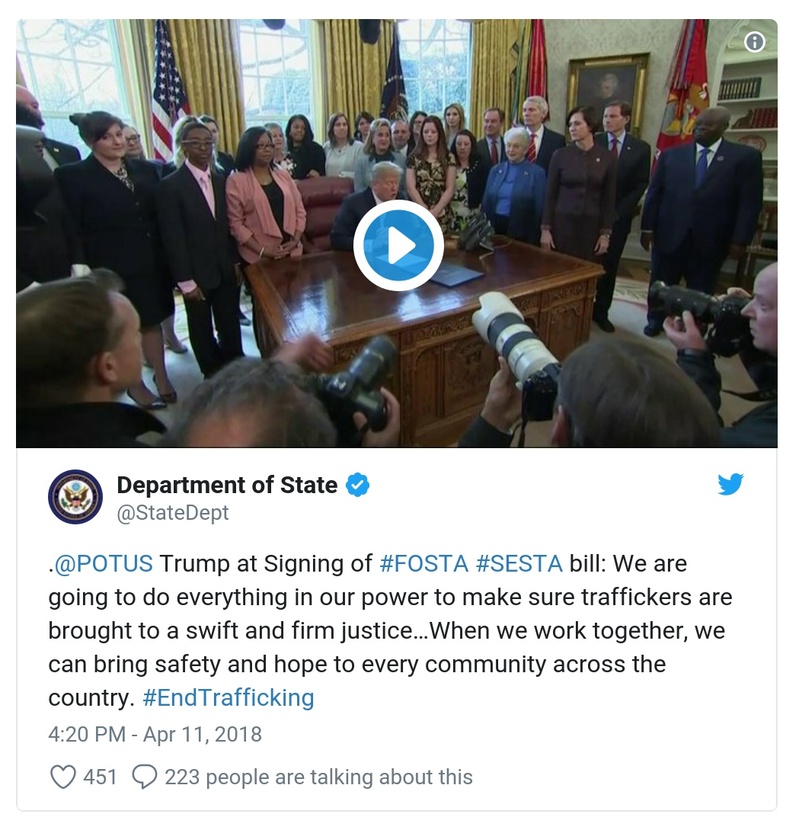 Department of State
@StateDept
.@POTUS Trump at Signing of #FOSTA #SESTA bill: We are
going to do everything in our power to make sure traffickers are
brought to a swift and firm justice…When we work together, we
can bring safety and hope to every community across the
country. #EndTrafficking
4:20 PM - Apr 11, 2018
451 223 people are talking about this